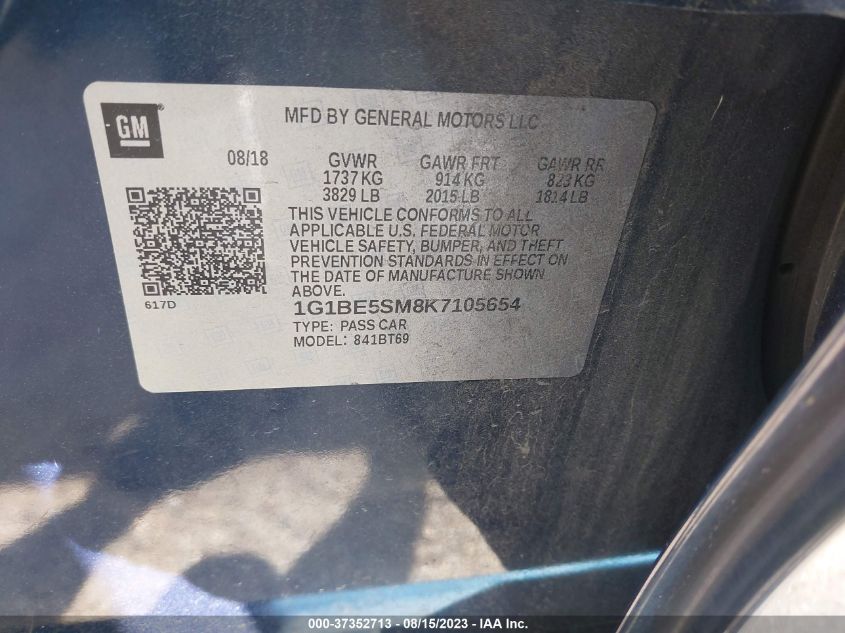 GM
MFD BY GENERAL MOTORS LLC
08/18 GVWR GAWR FRT GAWR RR
1737 KG 914 KG 823 KG
3829 LB 2015 LB 1814 LB
THIS VEHICLE CONFORMS TO ALL
APPLICABLE U.S. FEDERAL MOTOR
VEHICLE SAFETY, BUMPER, AND THEFT
PREVENTION STANDARDS IN EFFECT ON
THE DATE OF MANUFACTURE SHOWN
ABOVE.
617D
1G1BE5SM8K7105654
TYPE: PASS CAR
MODEL: 841BT69
000-37352713 - 08/15/2023 - IAA Inc.